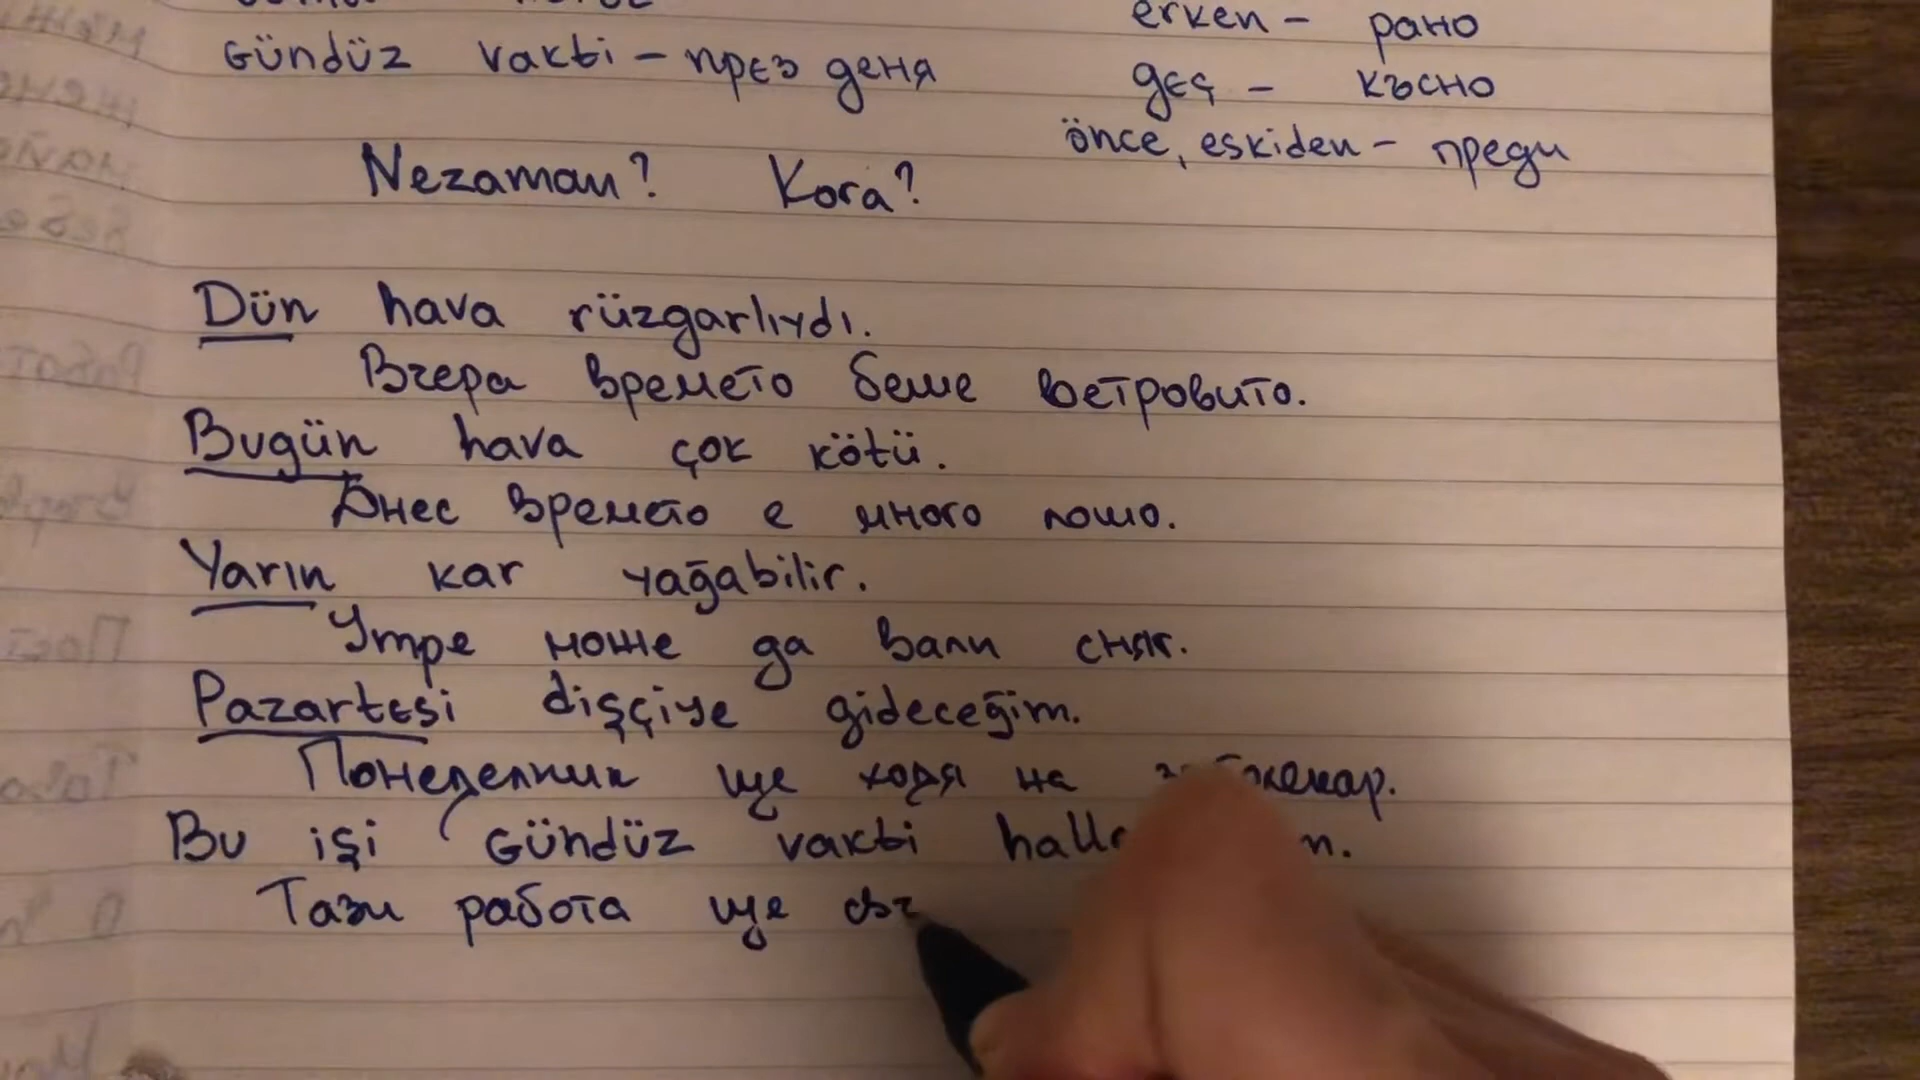 erken - рано
Gündüz vakti - през деня
geç - късно
önce, eskiden - преди
Nezaman? Кога?
Dün hava rüzgarlıydı.
Вчера времето беше ветровито.
Bugün hava çok kötü.
Днес времето е много лошо.
Yarın kar yağabilir.
Утре може да вали сняг.
Pazartesi dişçiye gideceğim.
Понеделник ще ходя на
Bu işi Gündüz vakti
Тази работа ще